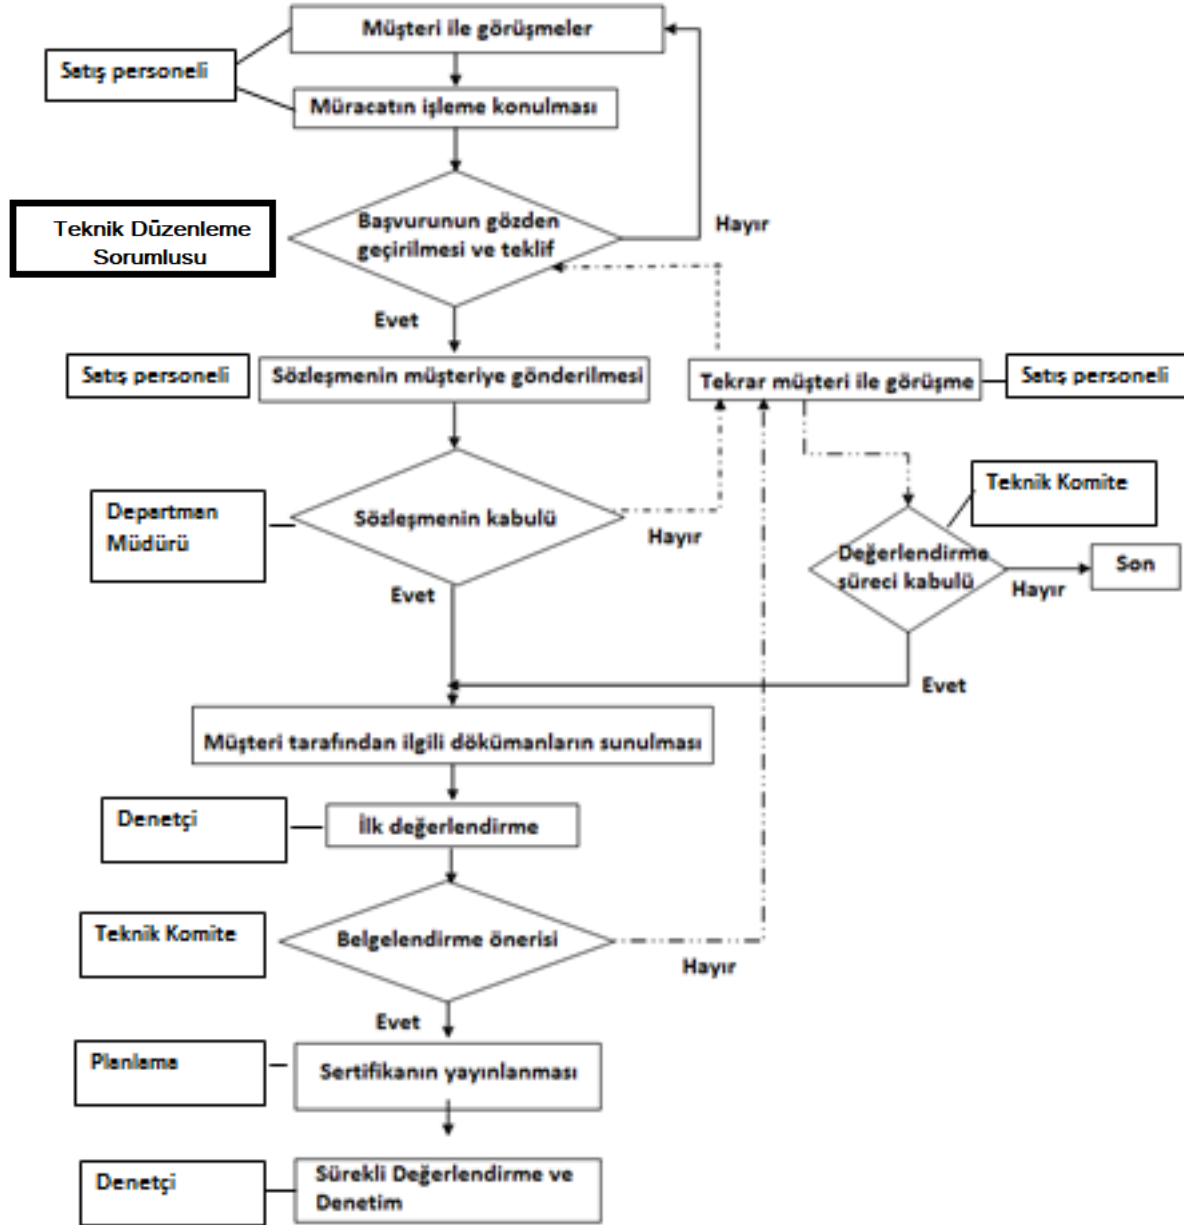 Müşteri ile görüşmeler
Satış personeli
Müracatın işleme konulması
Teknik Düzenleme
Sorumlusu
Başvurunun gözden
geçirilmesi ve teklif
Hayır
Evet
Satış personeli
Sözleşmenin müşteriye gönderilmesi
Tekrar müşteri ile görüşme
Satış personeli
Departman
Müdürü
Sözleşmenin kabulü
Hayır
Evet
Teknik Komite
Değerlendirme
süreci kabulü
Hayır
Son
Evet
Müşteri tarafından ilgili dökümanların sunulması
Denetçi
İlk değerlendirme
Teknik Komite
Belgelendirme önerisi
Hayır
Evet
Planlama
Sertifikanın yayınlanması
Denetçi
Sürekli Değerlendirme ve
Denetim